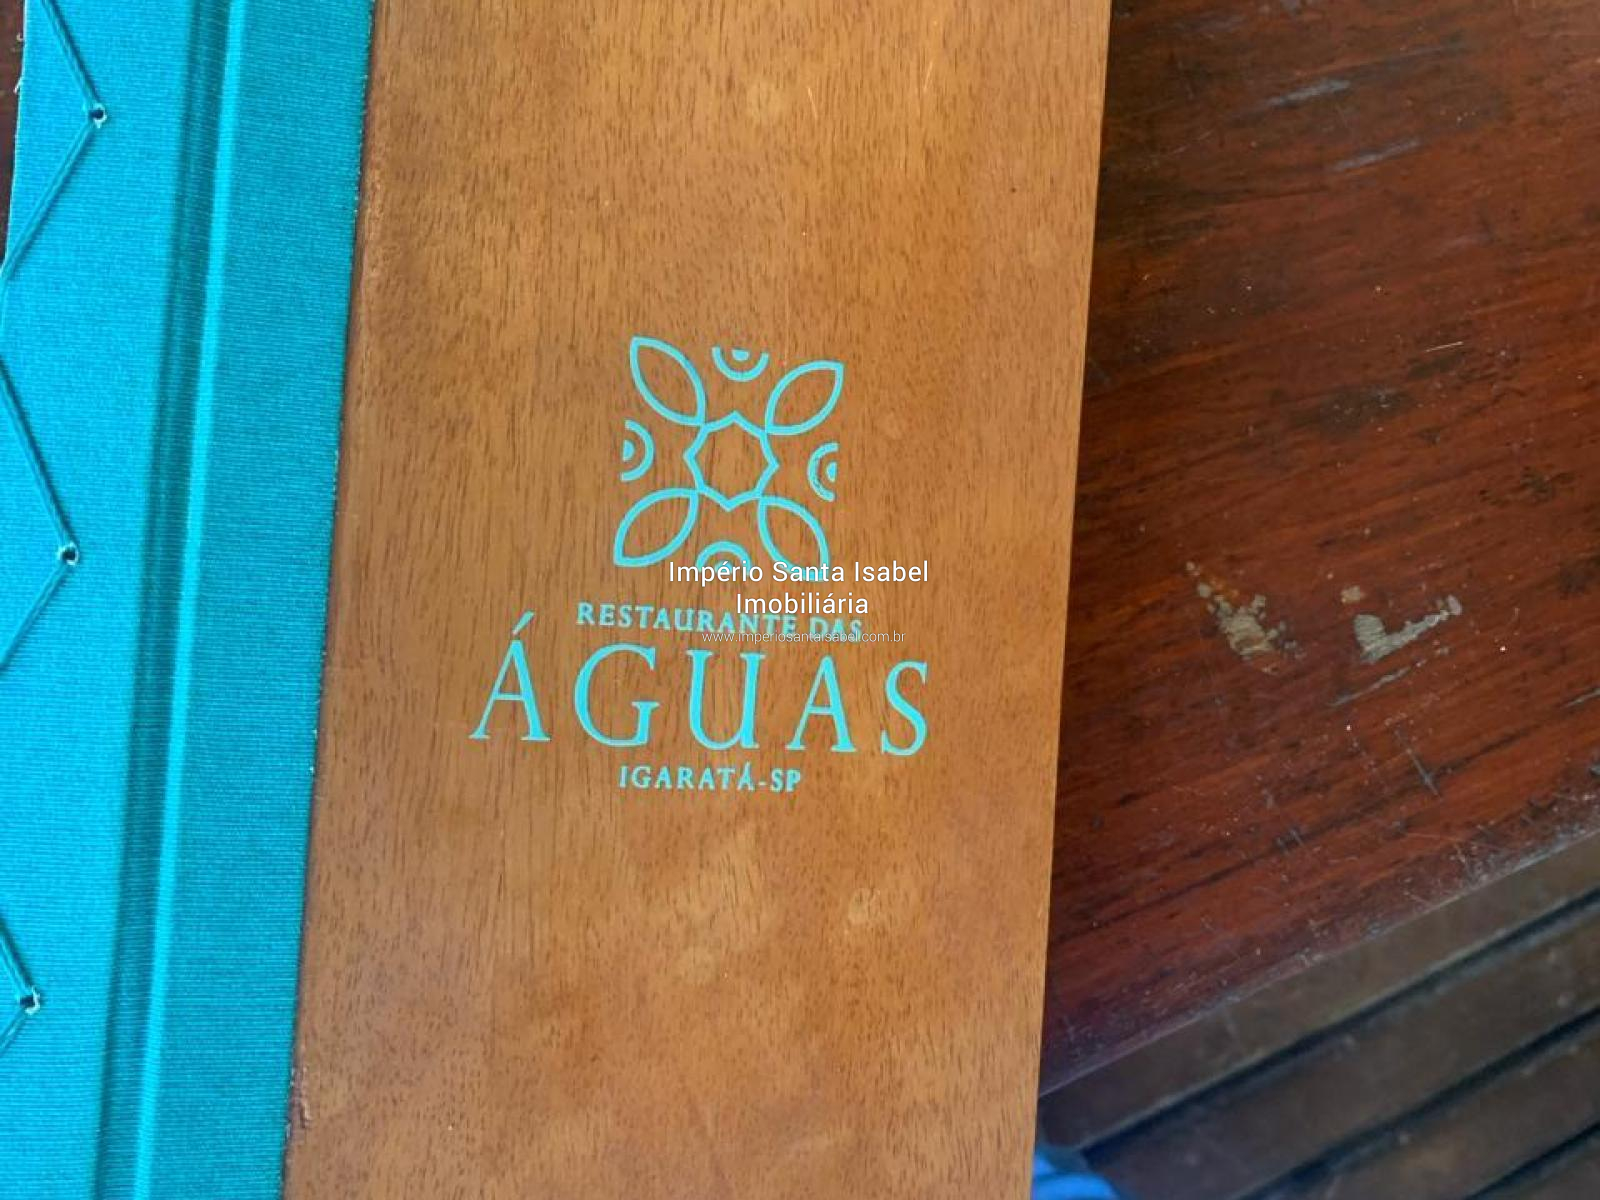 Império Santa Isabel
Imobiliária
RESTAURANTE DAS
www.imperiosantaisabel.com.br
ÁGUAS
IGARATÁ-SP